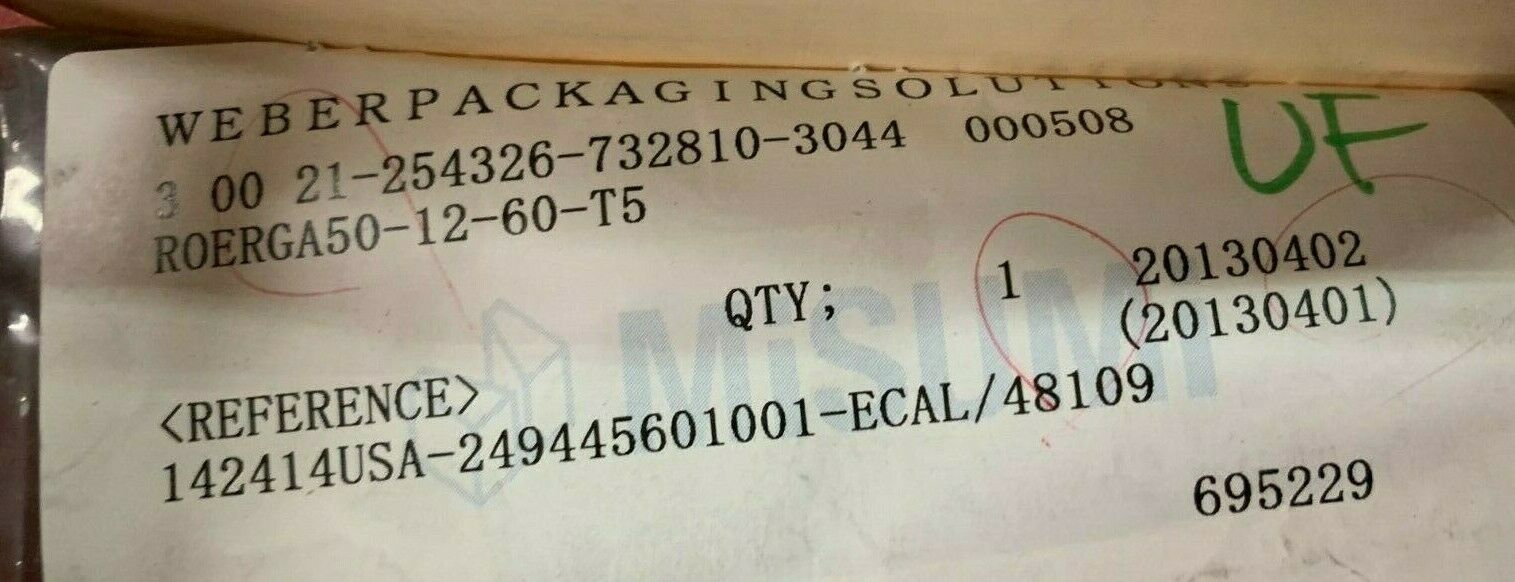 WEBERPACKAGINGSOLUTIONS
3 00 21-254326-732810-3044 000508
UF
ROERGA50-12-60-T5
QTY; 1 20130402
(20130401)
MiSUMi
<REFERENCE>
142414USA-249445601001-ECAL/48109
695229